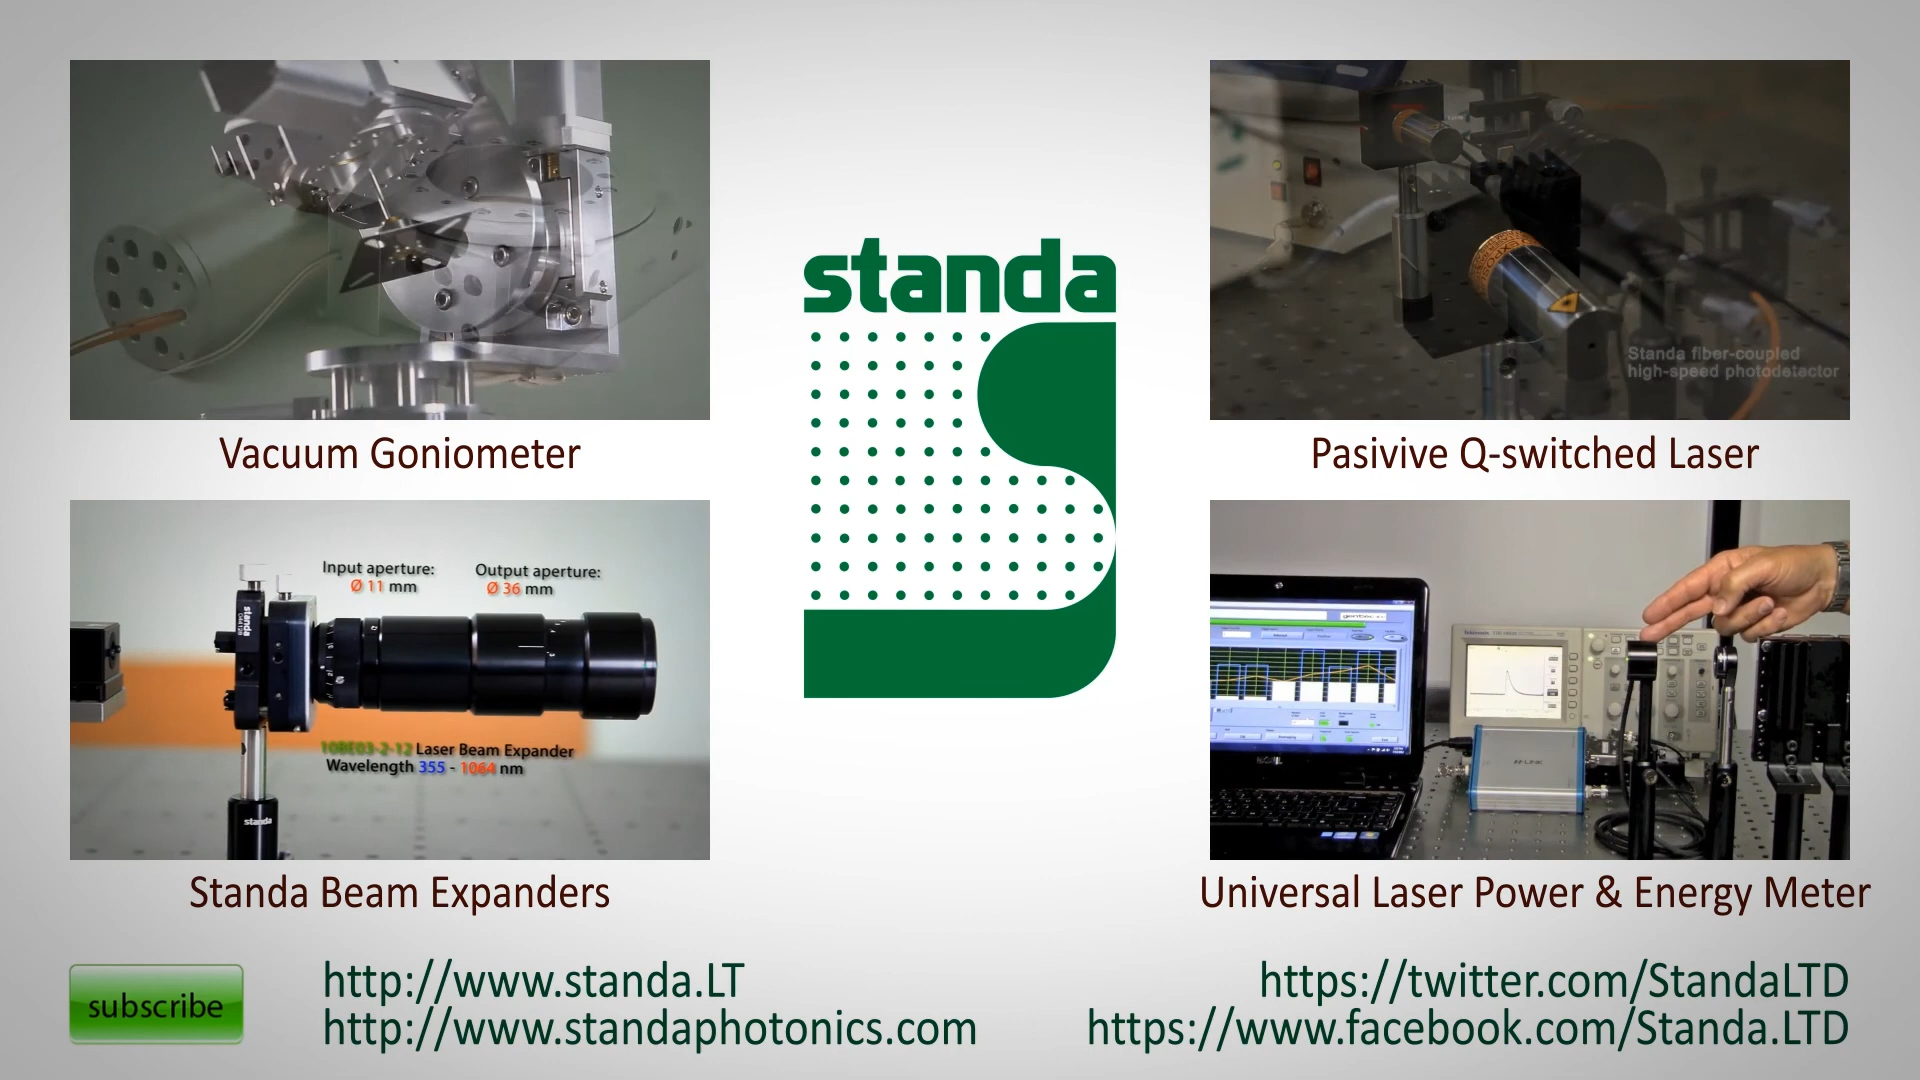 standa
Standa fiber-coupled
high-speed photodetector
Vacuum Goniometer
Pasivive Q-switched Laser
Input aperture:
Ø 11 mm
Output aperture:
Ø 36 mm
standa
10BE03-2-12 Laser Beam Expander
Wavelength 355 - 1064 nm
standa
gentec
Tektronix
DELL
Standa Beam Expanders
Universal Laser Power & Energy Meter
subscribe
http://www.standa.LT
http://www.standaphotonics.com
https://twitter.com/StandaLTD
https://www.facebook.com/Standa.LTD